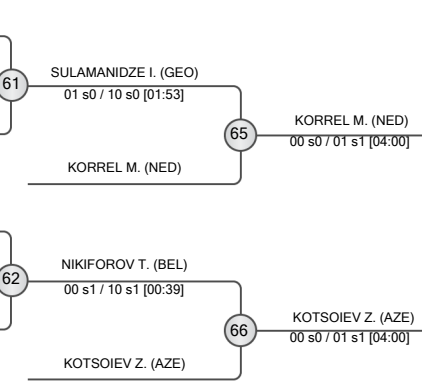 61
SULAMANIDZE I. (GEO)
01 s0 / 10 s0 [01:53]
65
KORREL M. (NED)
00 s0 / 01 s1 [04:00]
KORREL M. (NED)
62
NIKIFOROV T. (BEL)
00 s1 / 10 s1 [00:39]
66
KOTSOIEV Z. (AZE)
00 s0 / 01 s1 [04:00]
KOTSOIEV Z. (AZE)